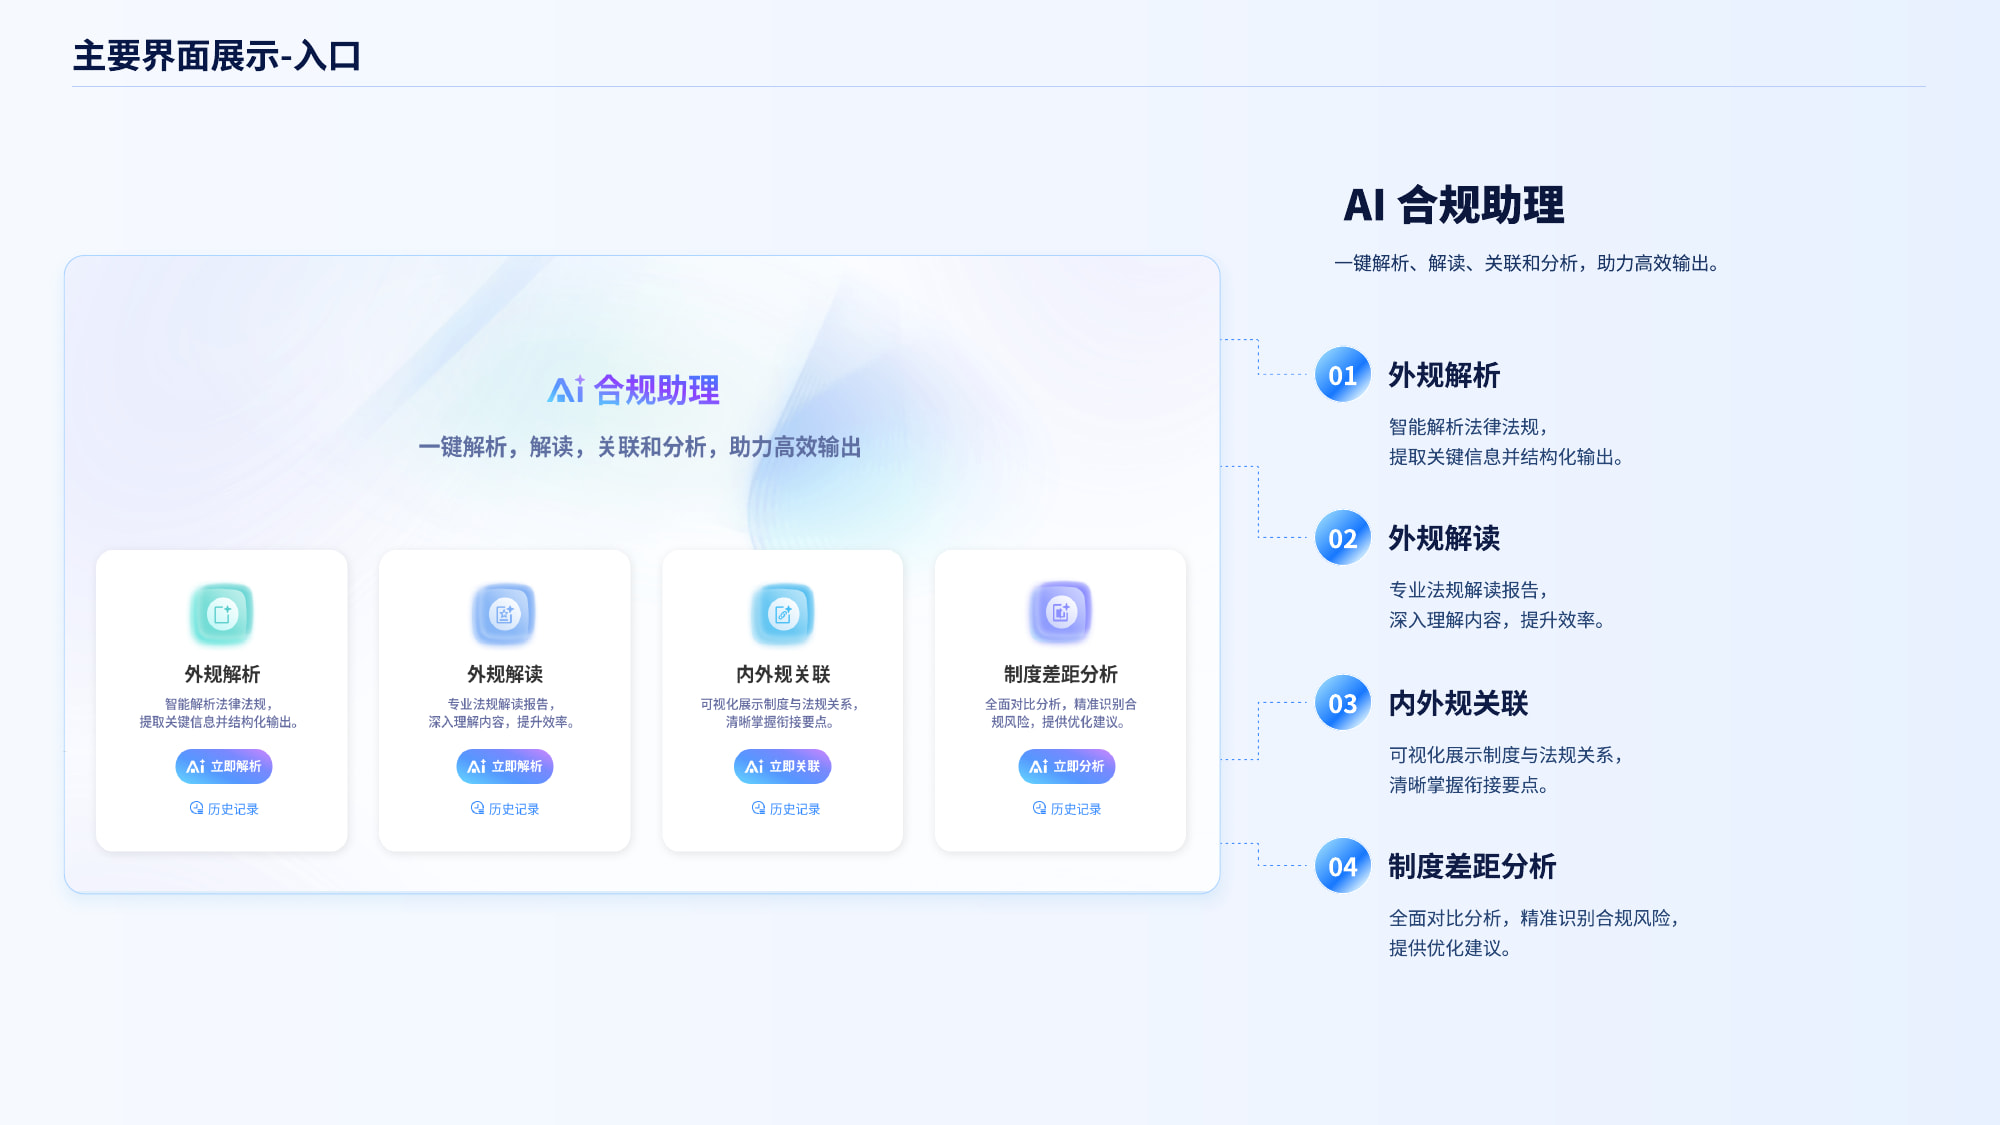 主要界面展示-入口
Ai 合规助理
一键解析，解读，关联和分析，助力高效输出
外规解析
智能解析法律法规，
提取关键信息并结构化输出。
Ai 立即解析
历史记录
外规解读
专业法规解读报告，
深入理解内容，提升效率。
Ai 立即解析
历史记录
内外规关联
可视化展示制度与法规关系，
清晰掌握衔接要点。
Ai 立即关联
历史记录
制度差距分析
全面对比分析，精准识别合
规风险，提供优化建议。
Ai 立即分析
历史记录
AI 合规助理
一键解析、解读、关联和分析，助力高效输出。
01 外规解析
智能解析法律法规，
提取关键信息并结构化输出。
02 外规解读
专业法规解读报告，
深入理解内容，提升效率。
03 内外规关联
可视化展示制度与法规关系，
清晰掌握衔接要点。
04 制度差距分析
全面对比分析，精准识别合规风险，
提供优化建议。